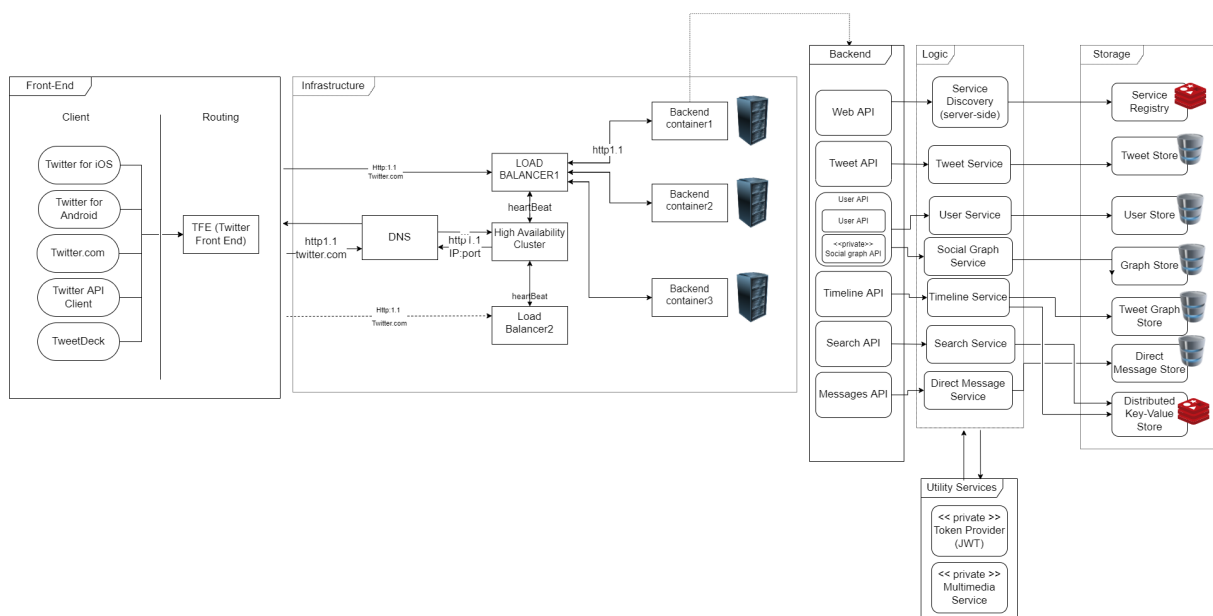 Front-End
Client
Routing
Twitter for iOS
Twitter for
Android
Twitter.com
Twitter API
Client
TweetDeck
TFE (Twitter
Front End)
Infrastructure
Http:1.1
Twitter.com
http1.1
twitter.com
DNS
http1.1
IP:port
LOAD
BALANCER1
heartBeat
High Availability
Cluster
heartBeat
Http:1.1
Twitter.com
Load
Balancer2
http1.1
Backend
container1
Backend
container2
Backend
container3
Backend
Web API
Tweet API
User API
User API
<<private>>
Social graph API
Timeline API
Search API
Messages API
Logic
Service
Discovery
(server-side)
Tweet Service
User Service
Social Graph
Service
Timeline Service
Search Service
Direct Message
Service
Storage
Service
Registry
Tweet Store
User Store
Graph Store
Tweet Graph
Store
Direct
Message Store
Distributed
Key-Value
Store
Utility Services
<< private >>
Token Provider
(JWT)
<< private >>
Multimedia
Service